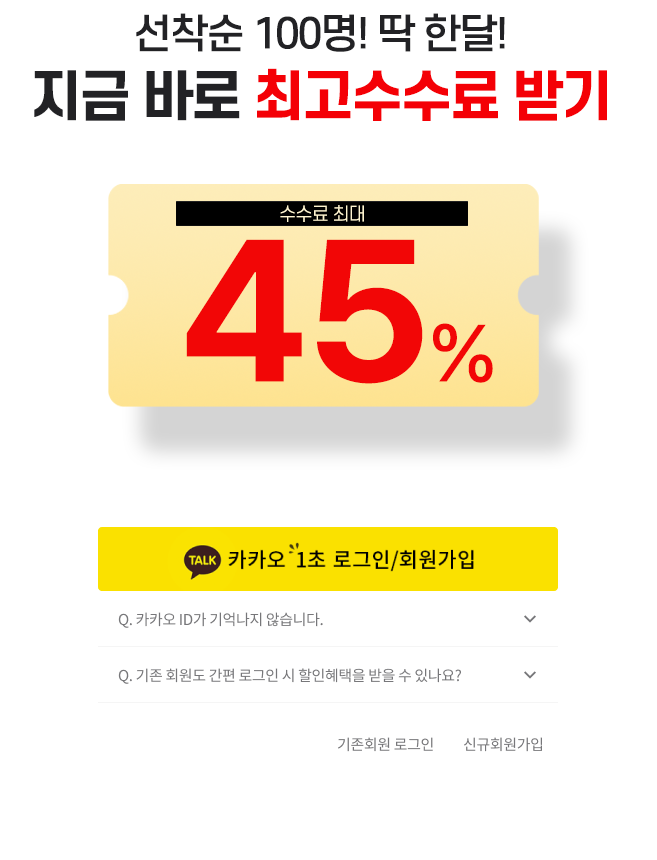 선착순 100명! 딱 한달!
지금 바로 최고수수료 받기
수수료 최대
45%
TALK 카카오 1초 로그인/회원가입
Q. 카카오 ID가 기억나지 않습니다.
Q. 기존 회원도 간편 로그인 시 할인혜택을 받을 수 있나요?
기존회원 로그인 신규회원가입